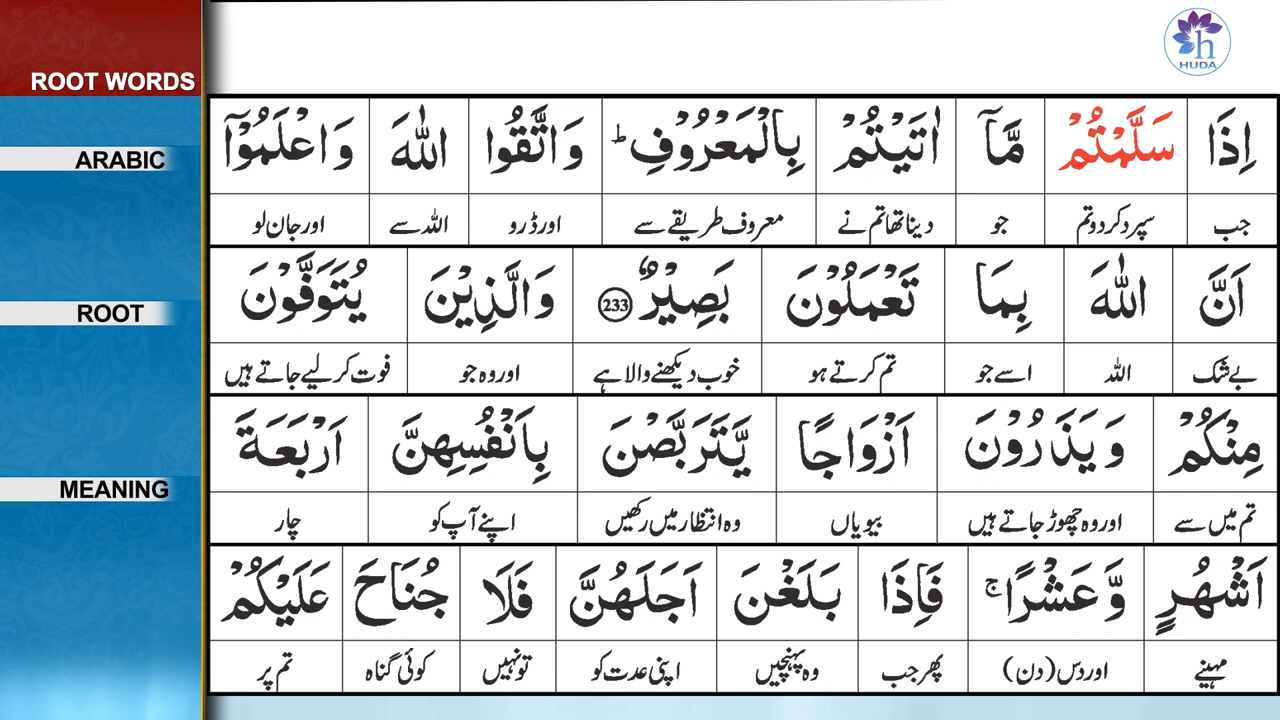 ROOT WORDS
ARABIC
ROOT
MEANING
h
HUDA
اِذَا سَلَّمْتُمْ مَّآ اٰتَيْتُمْ بِالْمَعْرُوْفِ ؕ وَاتَّقُوا اللّٰهَ وَاعْلَمُوْٓا
جب سپرد کر دو تم جو دینا تھا تم نے معروف طریقے سے اور ڈرو اللہ سے اور جان لو
اَنَّ اللّٰهَ بِمَا تَعْمَلُوْنَ بَصِيْرٌ 233 وَالَّذِيْنَ يُتَوَفَّوْنَ
بے شک اللہ اسے جو تم کرتے ہو خوب دیکھنے والا ہے اور وہ جو فوت کر لیے جاتے ہیں
مِنْكُمْ وَيَذَرُوْنَ اَزْوَاجًا يَّتَرَبَّصْنَ بِاَنْفُسِهِنَّ اَرْبَعَةَ
تم میں سے اور وہ چھوڑ جاتے ہیں بیویاں وہ انتظار میں رکھیں اپنے آپ کو چار
اَشْهُرٍ وَّعَشْرًا ۚ فَاِذَا بَلَغْنَ اَجَلَهُنَّ فَلَا جُنَاحَ عَلَيْكُمْ
مہینے اور دس (دن) پھر جب وہ پہنچیں اپنی عدت کو تو نہیں کوئی گناہ تم پر